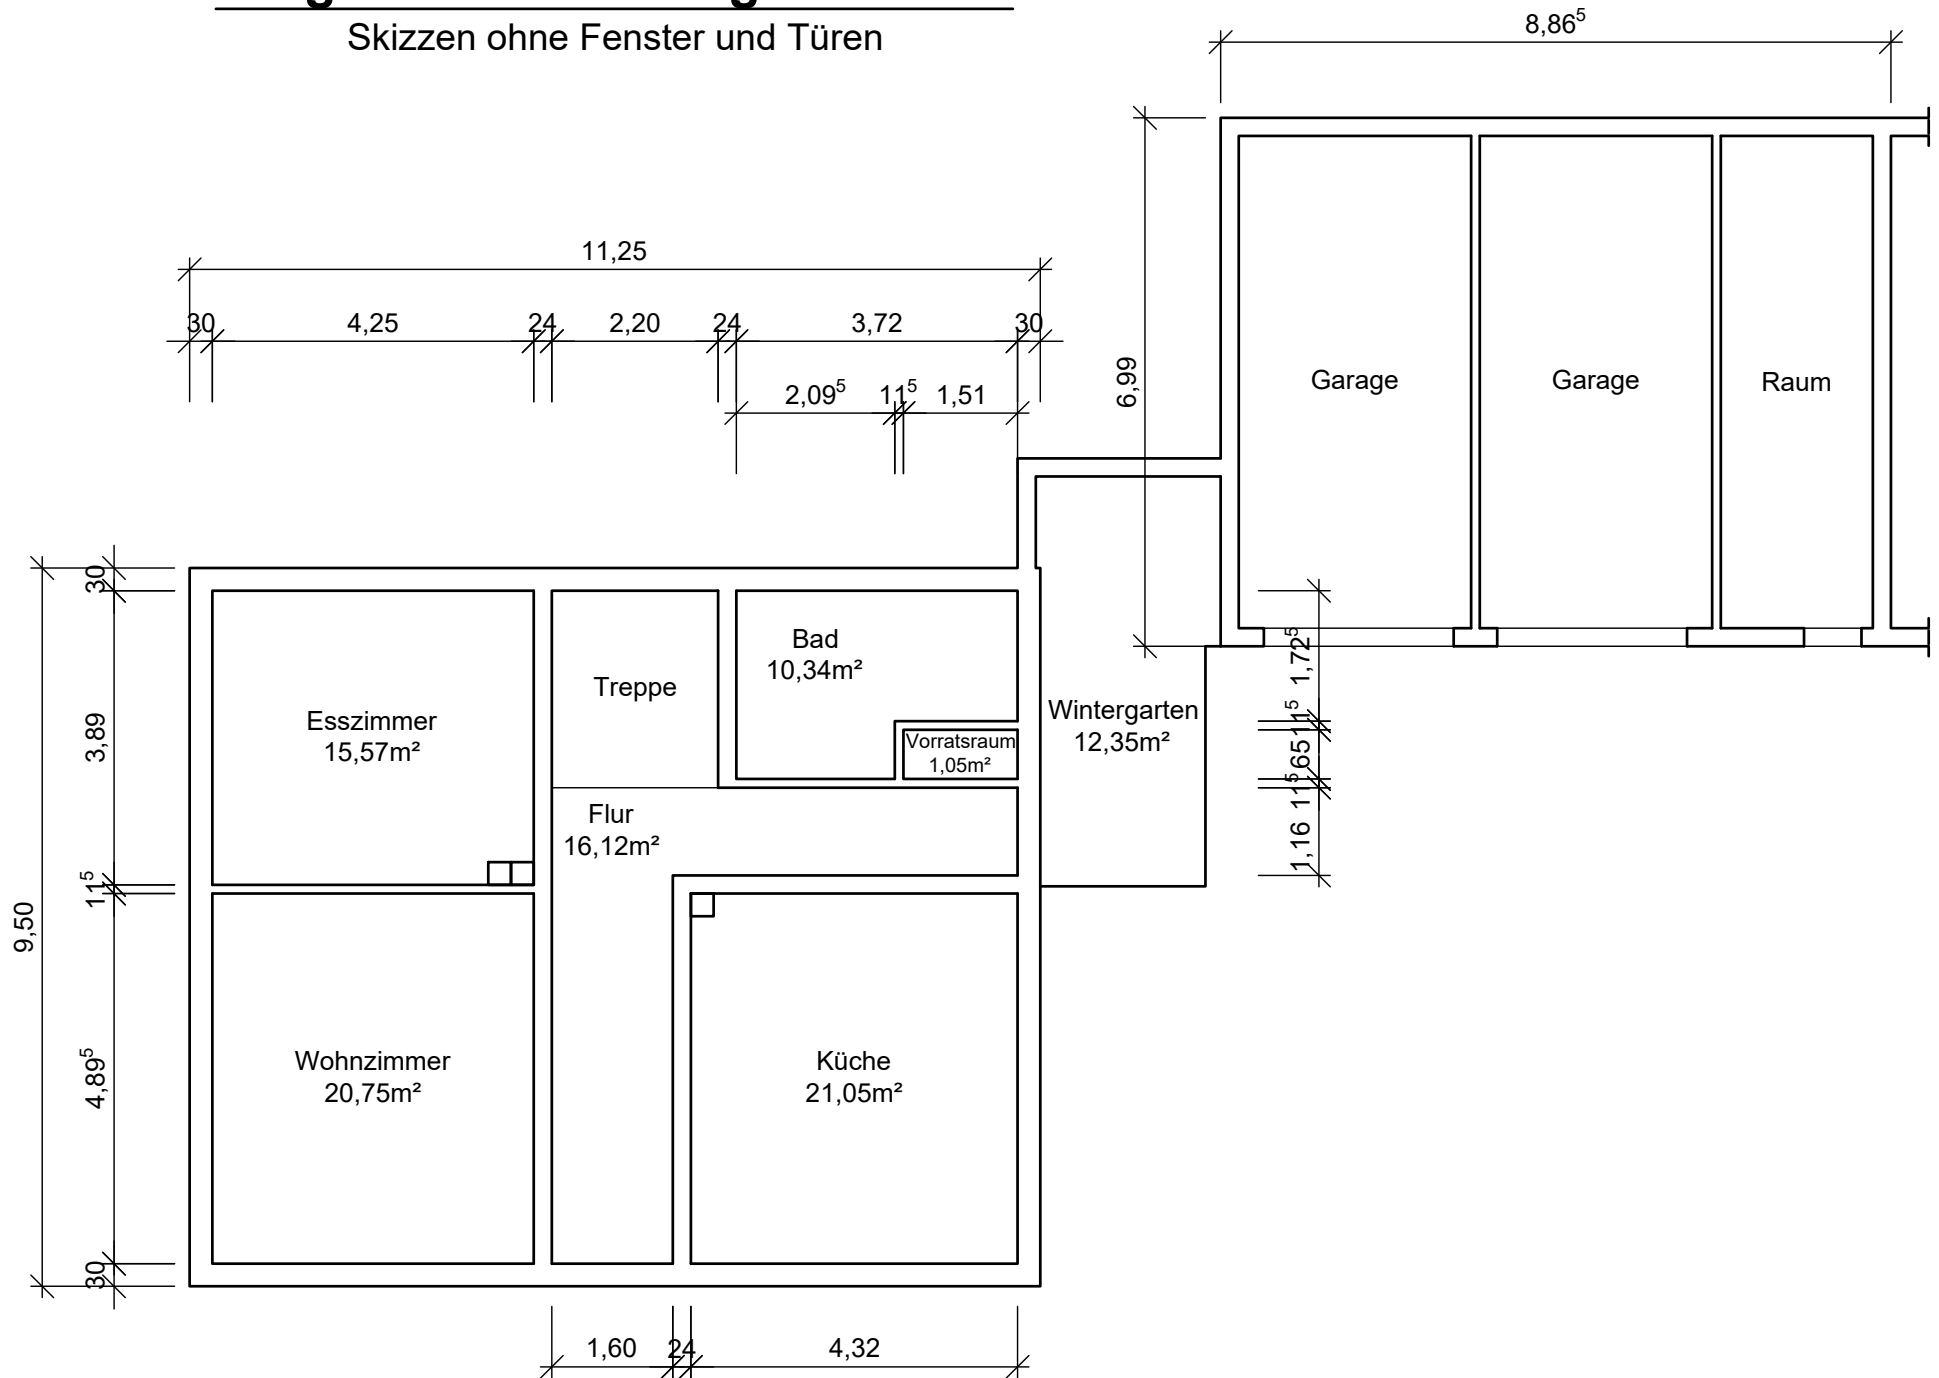 Skizzen ohne Fenster und Türen
8,86⁵
11,25
30 4,25 24 2,20 24 3,72 30
2,09⁵ 11⁵ 1,51
6,99
Garage
Garage
Raum
30
3,89
11⁵
4,89⁵
30
9,50
Esszimmer
15,57m²
Treppe
Bad
10,34m²
Vorratsraum
1,05m²
Wintergarten
12,35m²
1,72⁵
11⁵
65
11⁵
1,16
Flur
16,12m²
Wohnzimmer
20,75m²
Küche
21,05m²
1,60 24 4,32